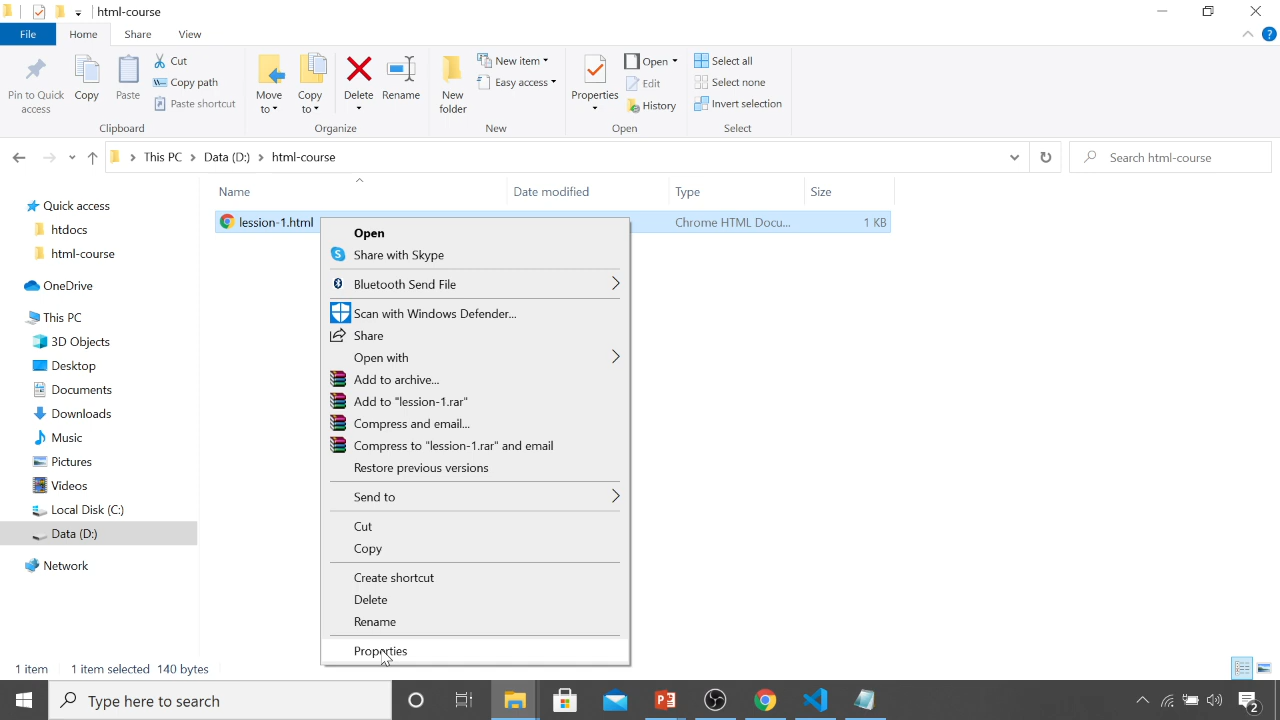 html-course
File
Home
Share
View
Pin to Quick access
Copy
Paste
Cut
Copy path
Paste shortcut
Clipboard
Move to
Copy to
Delete
Rename
Organize
New folder
New item
Easy access
New
Properties
Open
Edit
History
Open
Select all
Select none
Invert selection
Select
This PC > Data (D:) > html-course
Search html-course
Name
Date modified
Type
Size
lession-1.html
Chrome HTML Docu...
1 KB
Quick access
htdocs
html-course
OneDrive
This PC
3D Objects
Desktop
Documents
Downloads
Music
Pictures
Videos
Local Disk (C:)
Data (D:)
Network
Open
Share with Skype
Bluetooth Send File
Scan with Windows Defender...
Share
Open with
Add to archive...
Add to "lession-1.rar"
Compress and email...
Compress to "lession-1.rar" and email
Restore previous versions
Send to
Cut
Copy
Create shortcut
Delete
Rename
Properties
1 item
1 item selected 140 bytes
Type here to search
2